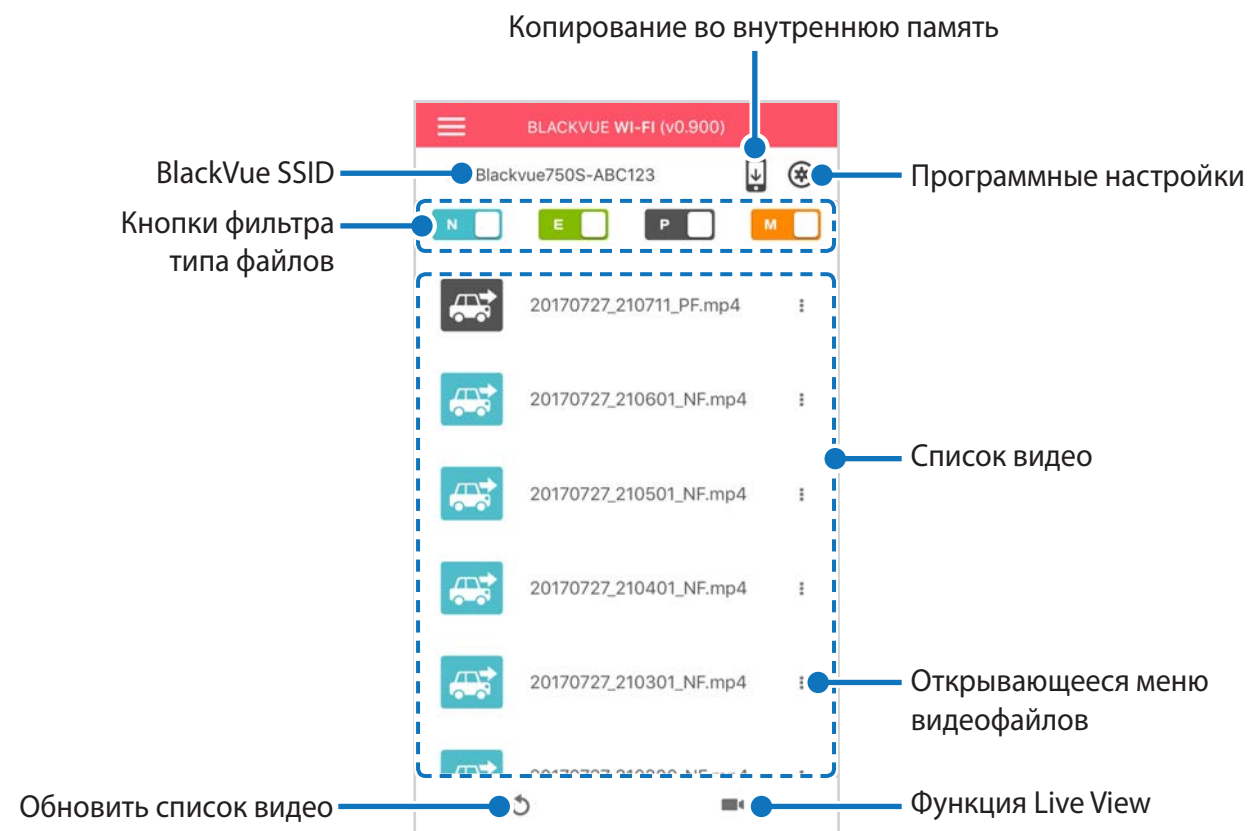 Копирование во внутреннюю память
BLACKVUE WI-FI (v0.900)
BlackVue SSID
Blackvue750S-ABC123
Программные настройки
Кнопки фильтра
типа файлов
N E P M
20170727_210711_PF.mp4
20170727_210601_NF.mp4
20170727_210501_NF.mp4
Список видео
20170727_210401_NF.mp4
20170727_210301_NF.mp4
Открывающееся меню
видеофайлов
Обновить список видео
Функция Live View